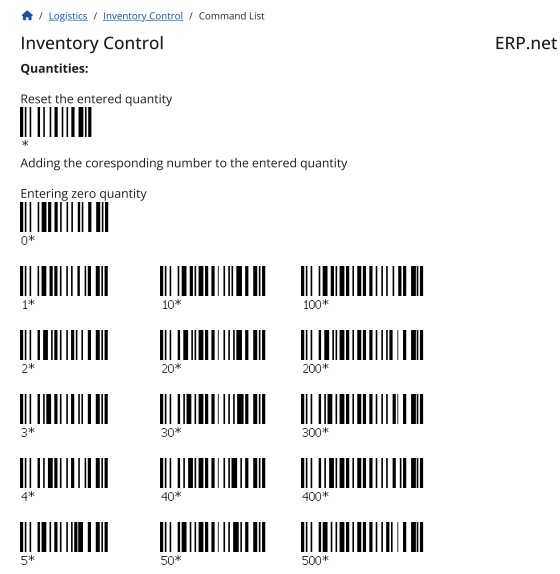 / Logistics / Inventory Control / Command List
Inventory Control ERP.net
Quantities:
Reset the entered quantity
*
Adding the coresponding number to the entered quantity
Entering zero quantity
0*
1* 10* 100*
2* 20* 200*
3* 30* 300*
4* 40* 400*
5* 50* 500*